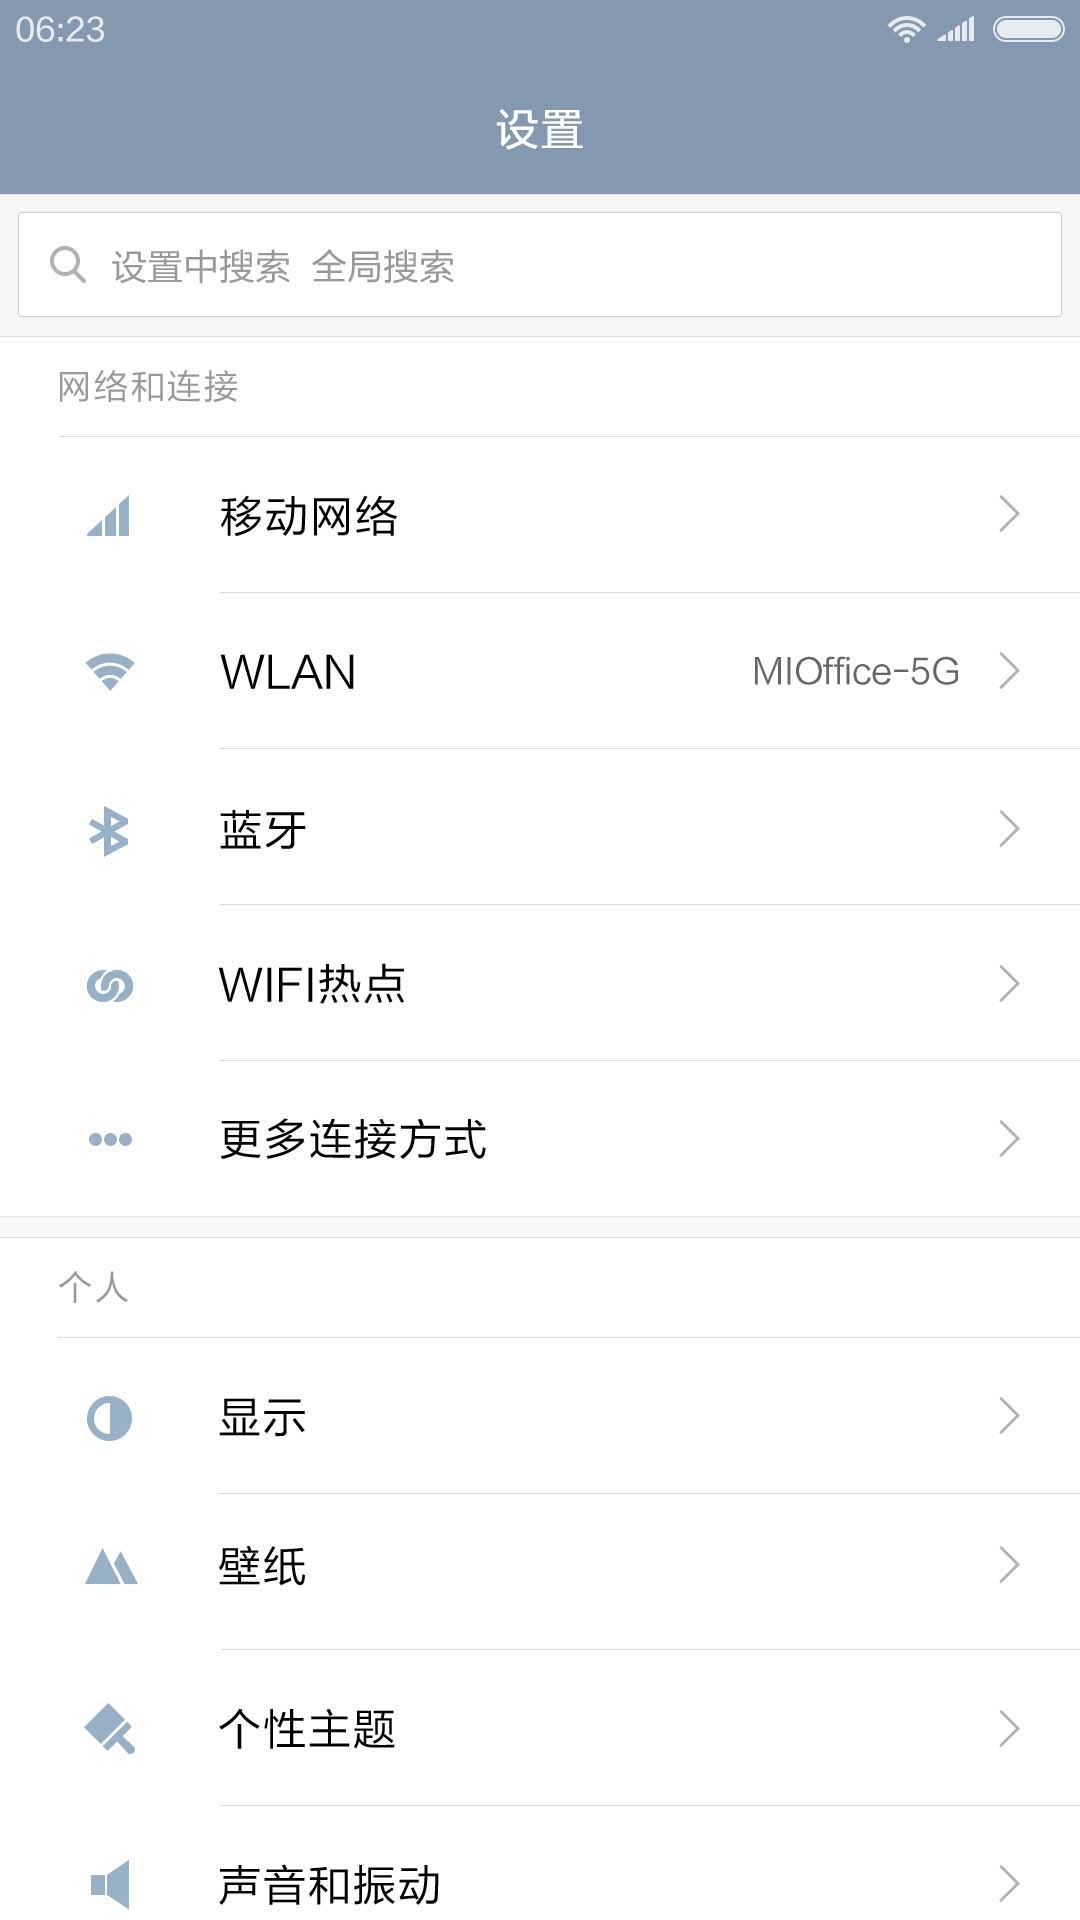 06:23
设置
设置中搜索 全局搜索
网络和连接
移动网络
WLAN MIOffice-5G
蓝牙
WIFI热点
更多连接方式
个人
显示
壁纸
个性主题
声音和振动